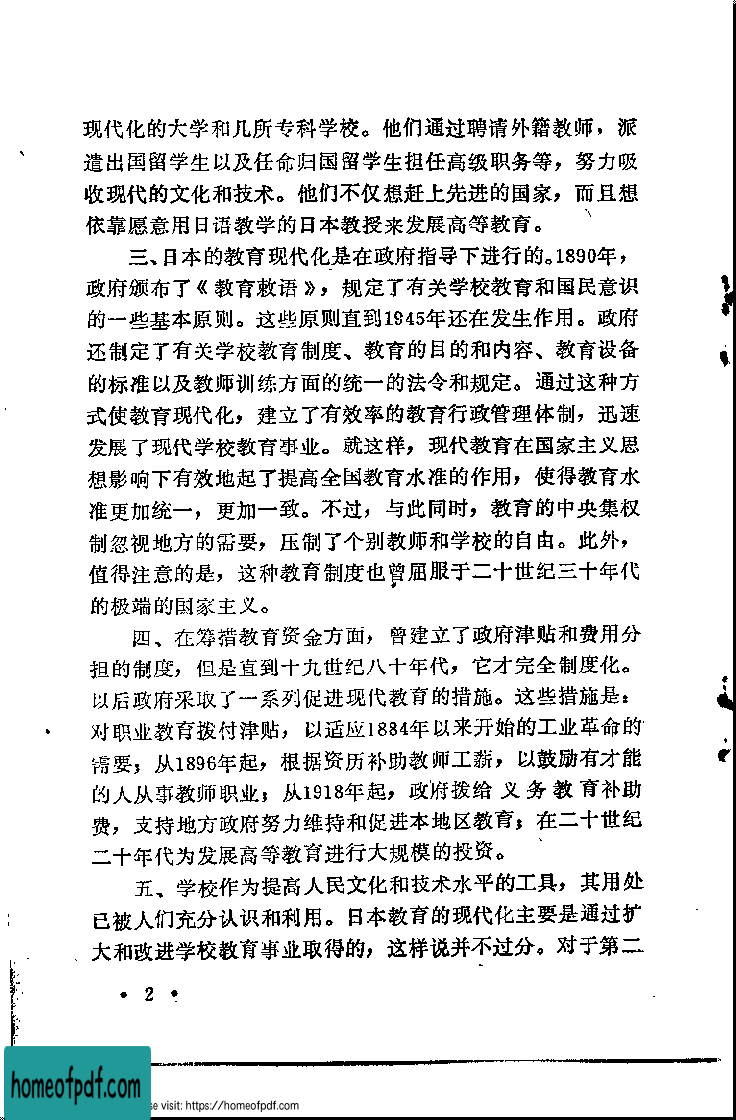 现代化的大学和几所专科学校。他们通过聘请外籍教师，派
遣出国留学生以及任命归国留学生担任高级职务等，努力吸
收现代的文化和技术。他们不仅想赶上先进的国家，而且想
依靠愿意用日语教学的日本教授来发展高等教育。
三、日本的教育现代化是在政府指导下进行的。1890年，
政府颁布了《教育敕语》，规定了有关学校教育和国民意识
的一些基本原则。这些原则直到1945年还在发生作用。政府
还制定了有关学校教育制度、教育的目的和内容、教育设备
的标准以及教师训练方面的统一的法令和规定。通过这种方
式使教育现代化，建立了有效率的教育行政管理体制，迅速
发展了现代学校教育事业。就这样，现代教育在国家主义思
想影响下有效地起了提高全国教育水准的作用，使得教育水
准更加统一，更加一致。不过，与此同时，教育的中央集权
制忽视地方的需要，压制了个别教师和学校的自由。此外，
值得注意的是，这种教育制度也曾屈服于二十世纪三十年代
的极端的国家主义。
四、在筹措教育资金方面，曾建立了政府津贴和费用分
担的制度，但是直到十九世纪八十年代，它才完全制度化。
以后政府采取了一系列促进现代教育的措施。这些措施是：
对职业教育拨付津贴，以适应1884年以来开始的工业革命的
需要；从1896年起，根据资历补助教师工薪，以鼓励有才能
的人从事教师职业；从1918年起，政府拨给义务教育补助
费，支持地方政府努力维持和促进本地区教育；在二十世纪
二十年代为发展高等教育进行大规模的投资。
五、学校作为提高人民文化和技术水平的工具，其用处
已被人们充分认识和利用。日本教育的现代化主要是通过扩
大和改进学校教育事业取得的，这样说并不过分。对于第二
• 2 •
homeofpdf.com
se visit: https://homeofpdf.com